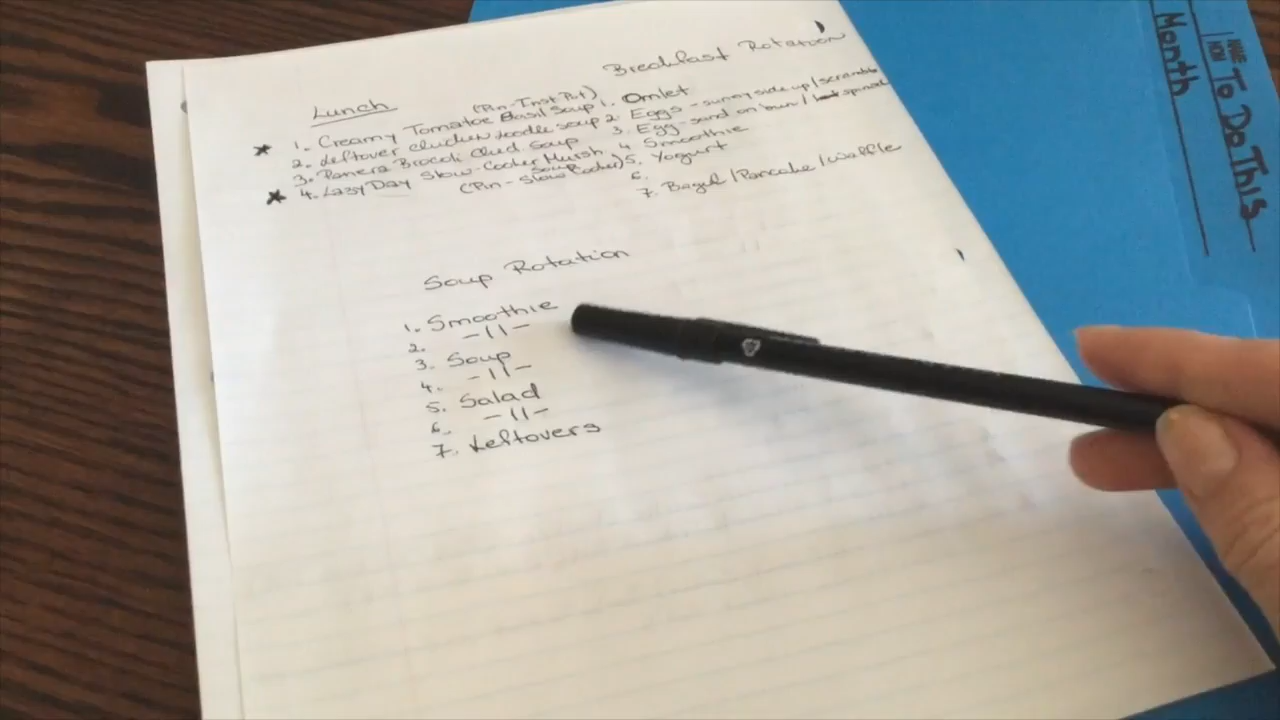 Breakfast Rotation
Lunch
(Pin-Inst Pot)
1. Creamy Tomatoe Basil Soup
2. Leftover chicken noodle soup
3. Panera Brocoli Ched. Soup
4. Lazy Day Slow-Cooker Mursh
Soup
(Pin-Slow Cooker)
1. Omlet
2 Eggs - sunny side up/scramble
3. Egg-sand on bun/
4 Smoothie
5. Yogurt
6.
7. Bagel/Pancake/Waffle
Soup Rotation
1. Smoothie
2. -11-
3. Soup
4. -11-
5. Salad
6. -11-
7. Leftovers
To Do This
Month